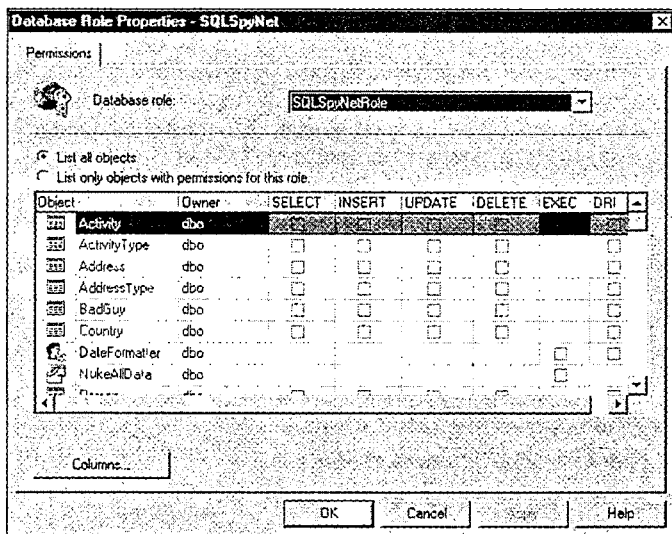 Database Role Properties - SQLSpyNet
Permissions
Database role: SQLSpyNetRole
List all objects
List only objects with permissions for this role.
Object Owner SELECT INSERT UPDATE DELETE EXEC DRI
Activity dbo
ActivityType dbo
Address dbo
AddressType dbo
BadGuy dbo
Country dbo
DateFormatter dbo
NukeAllData dbo
Columns...
OK Cancel Apply Help